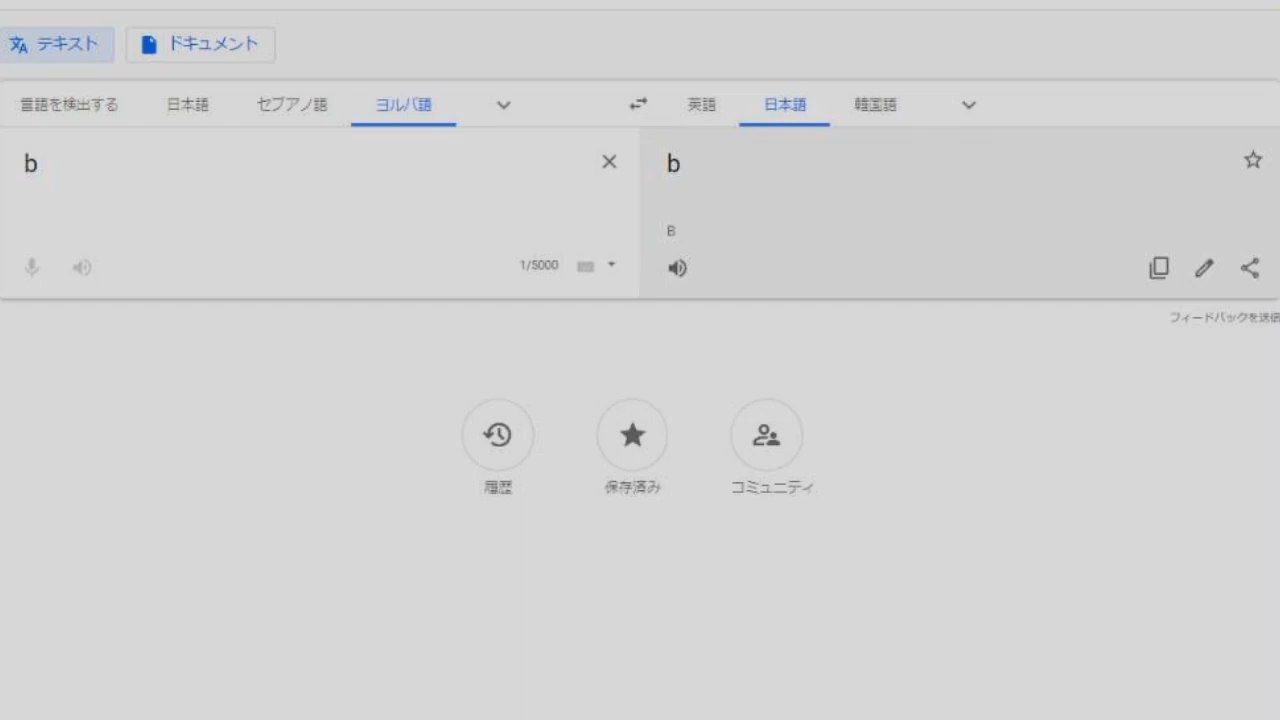 テキスト ドキュメント
言語を検出する 日本語 セブアノ語 ヨルバ語 英語 日本語 韓国語
b b
B
1/5000
フィードバックを送信
履歴 保存済み コミュニティ